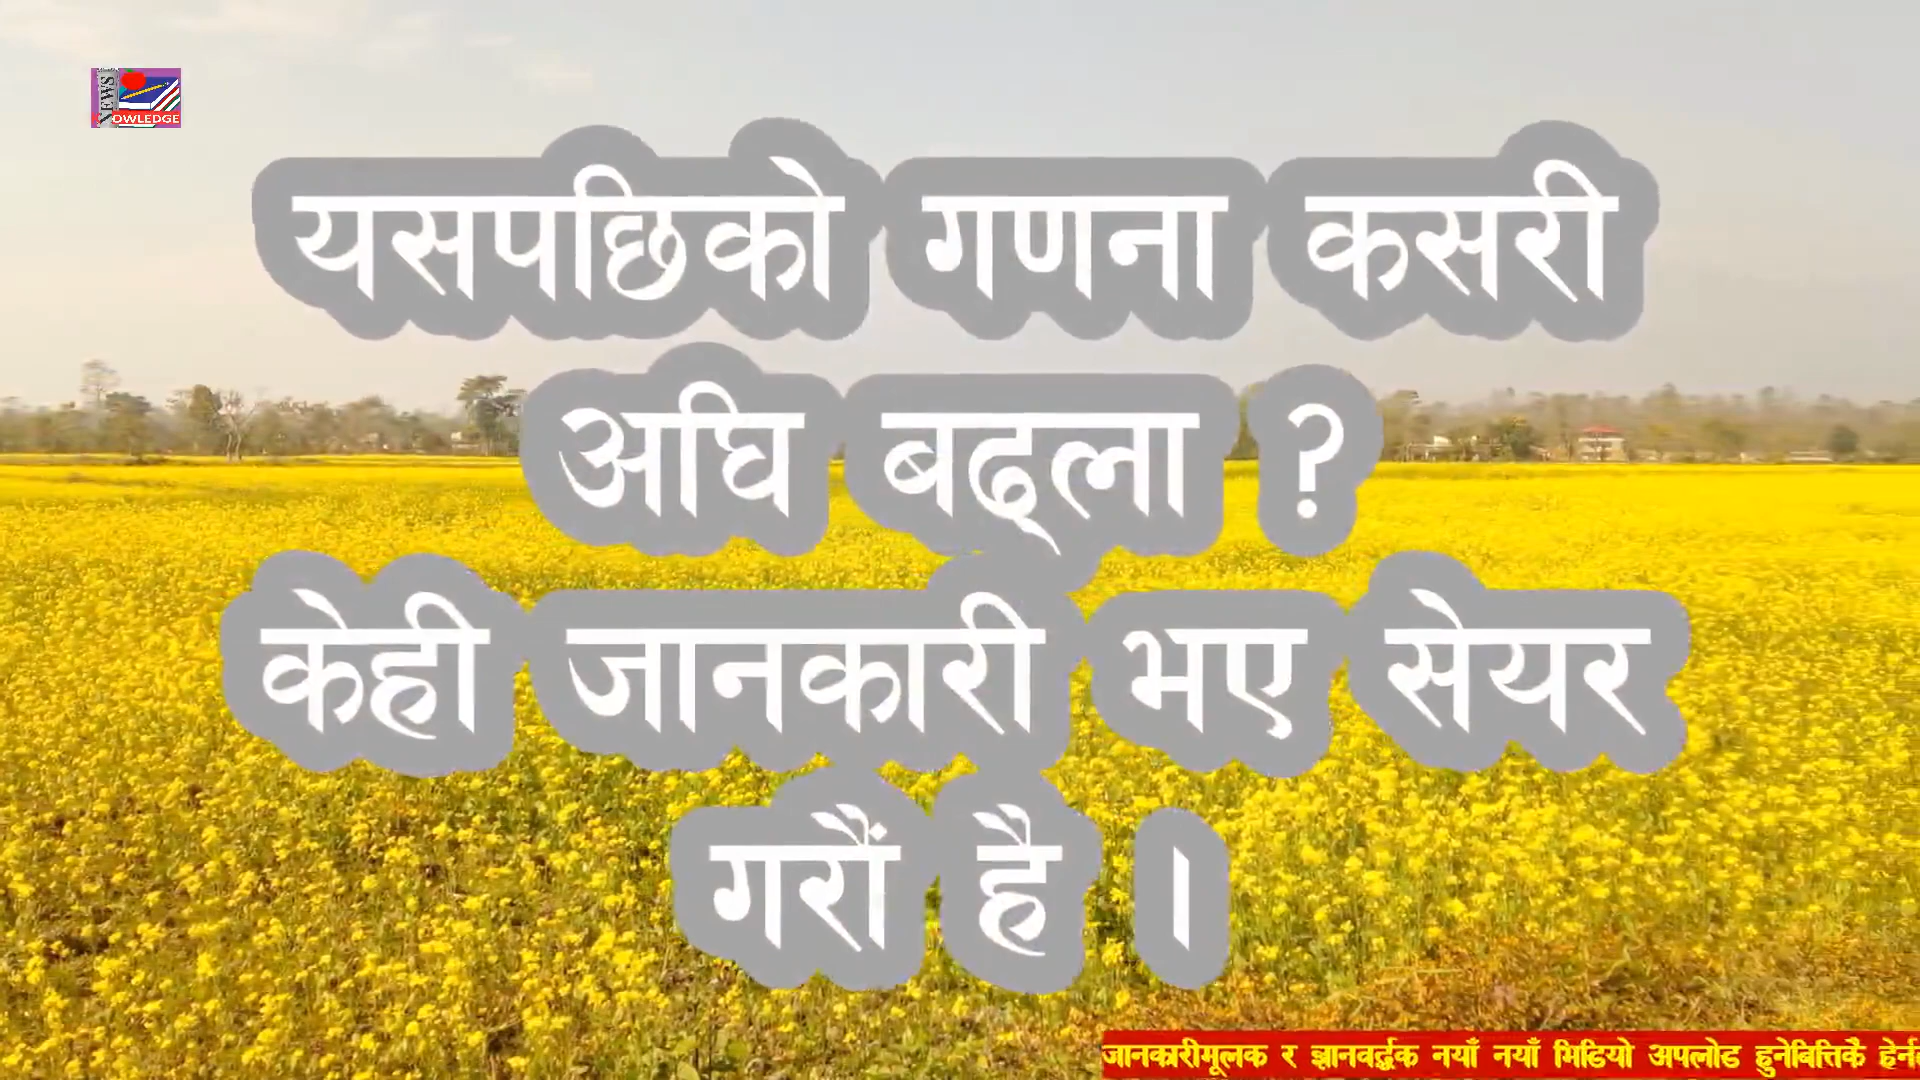 NEWS
OWLEDGE
यसपछिको गणना कसरी
अघि बढ्ला ?
केही जानकारी भए सेयर
गरौं है ।
जानकारीमूलक र ज्ञानवर्द्धक नयाँ नयाँ भिडियो अपलोड हुनेबित्तिकै